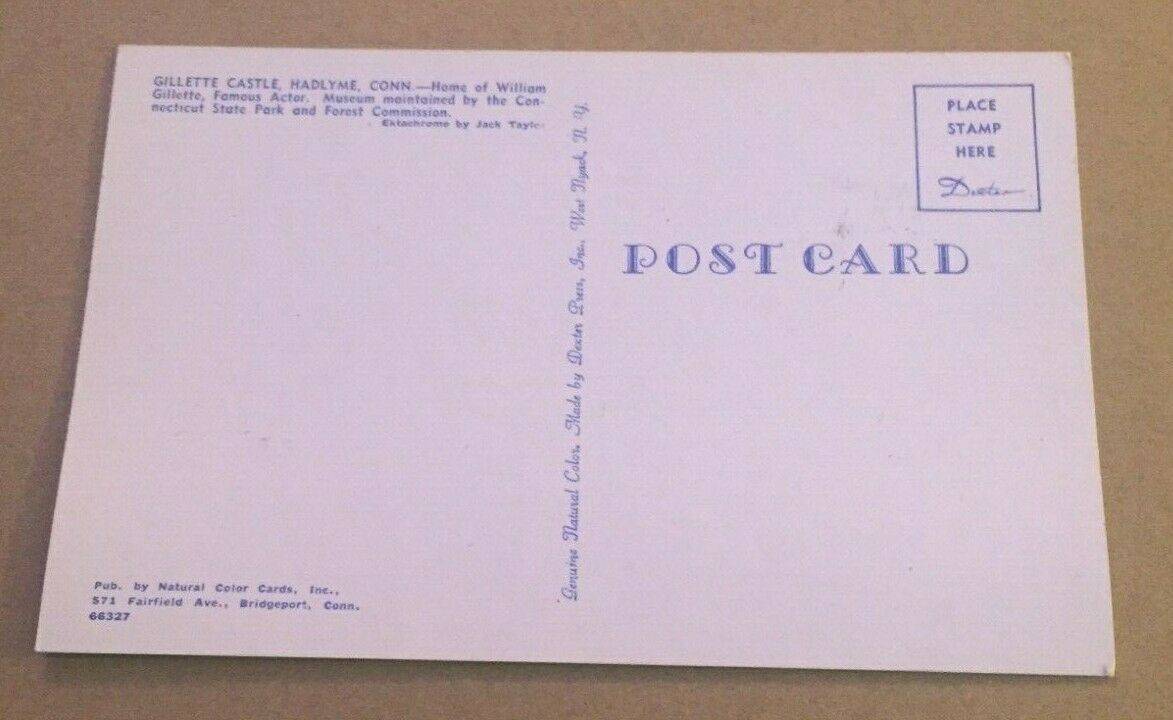 GILLETTE CASTLE, HADLYME, CONN.—Home of William
Gillette, Famous Actor. Museum maintained by the Con-
necticut State Park and Forest Commission.
Ektachrome by Jack
Genuine Natural Color. Made by Dexter Press, Inc., West Nyack, N. Y.
PLACE
STAMP
HERE
Dexter
POST CARD
Pub. by Natural Color Cards, Inc.,
571 Fairfield Ave., Bridgeport, Conn.
66327